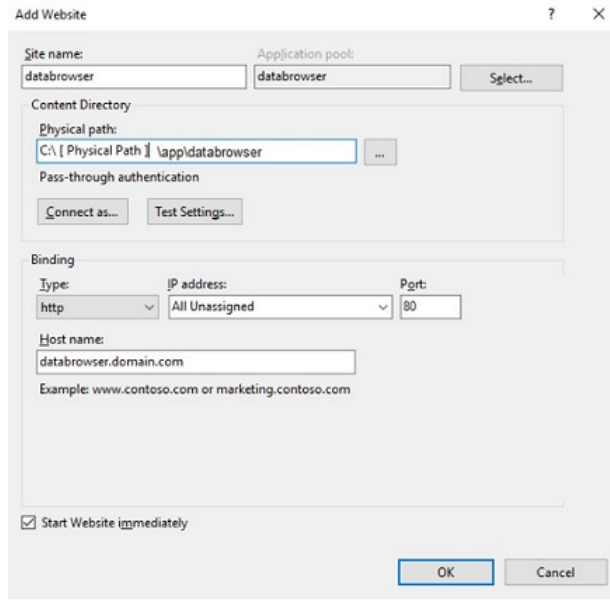 Add Website ? ×
Site name: Application pool:
databrowser databrowser Select...
Content Directory
Physical path:
C:\ [ Physical Path ] \app\databrowser ...
Pass-through authentication
Connect as... Test Settings...
Binding
Type: IP address: Port:
http All Unassigned 80
Host name:
databrowser.domain.com
Example: www.contoso.com or marketing.contoso.com
Start Website immediately
OK Cancel